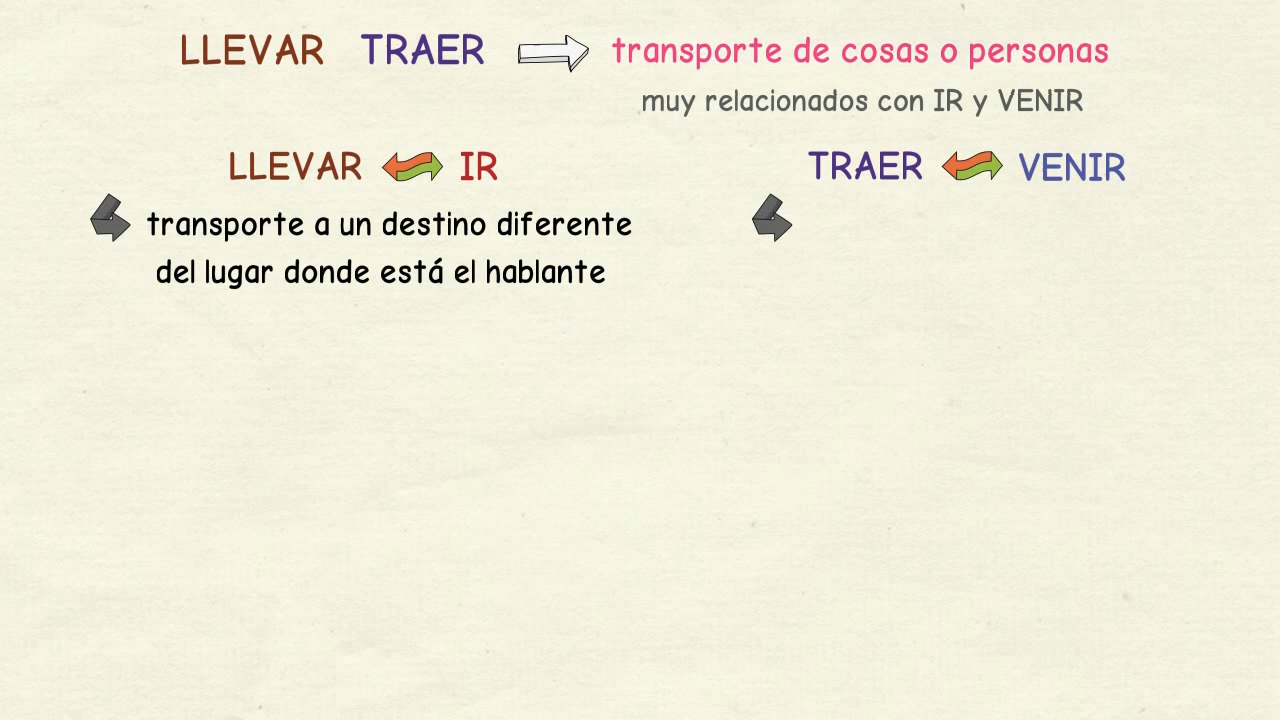 LLEVAR TRAER transporte de cosas o personas
muy relacionados con IR y VENIR
LLEVAR IR
transporte a un destino diferente
del lugar donde está el hablante
TRAER VENIR